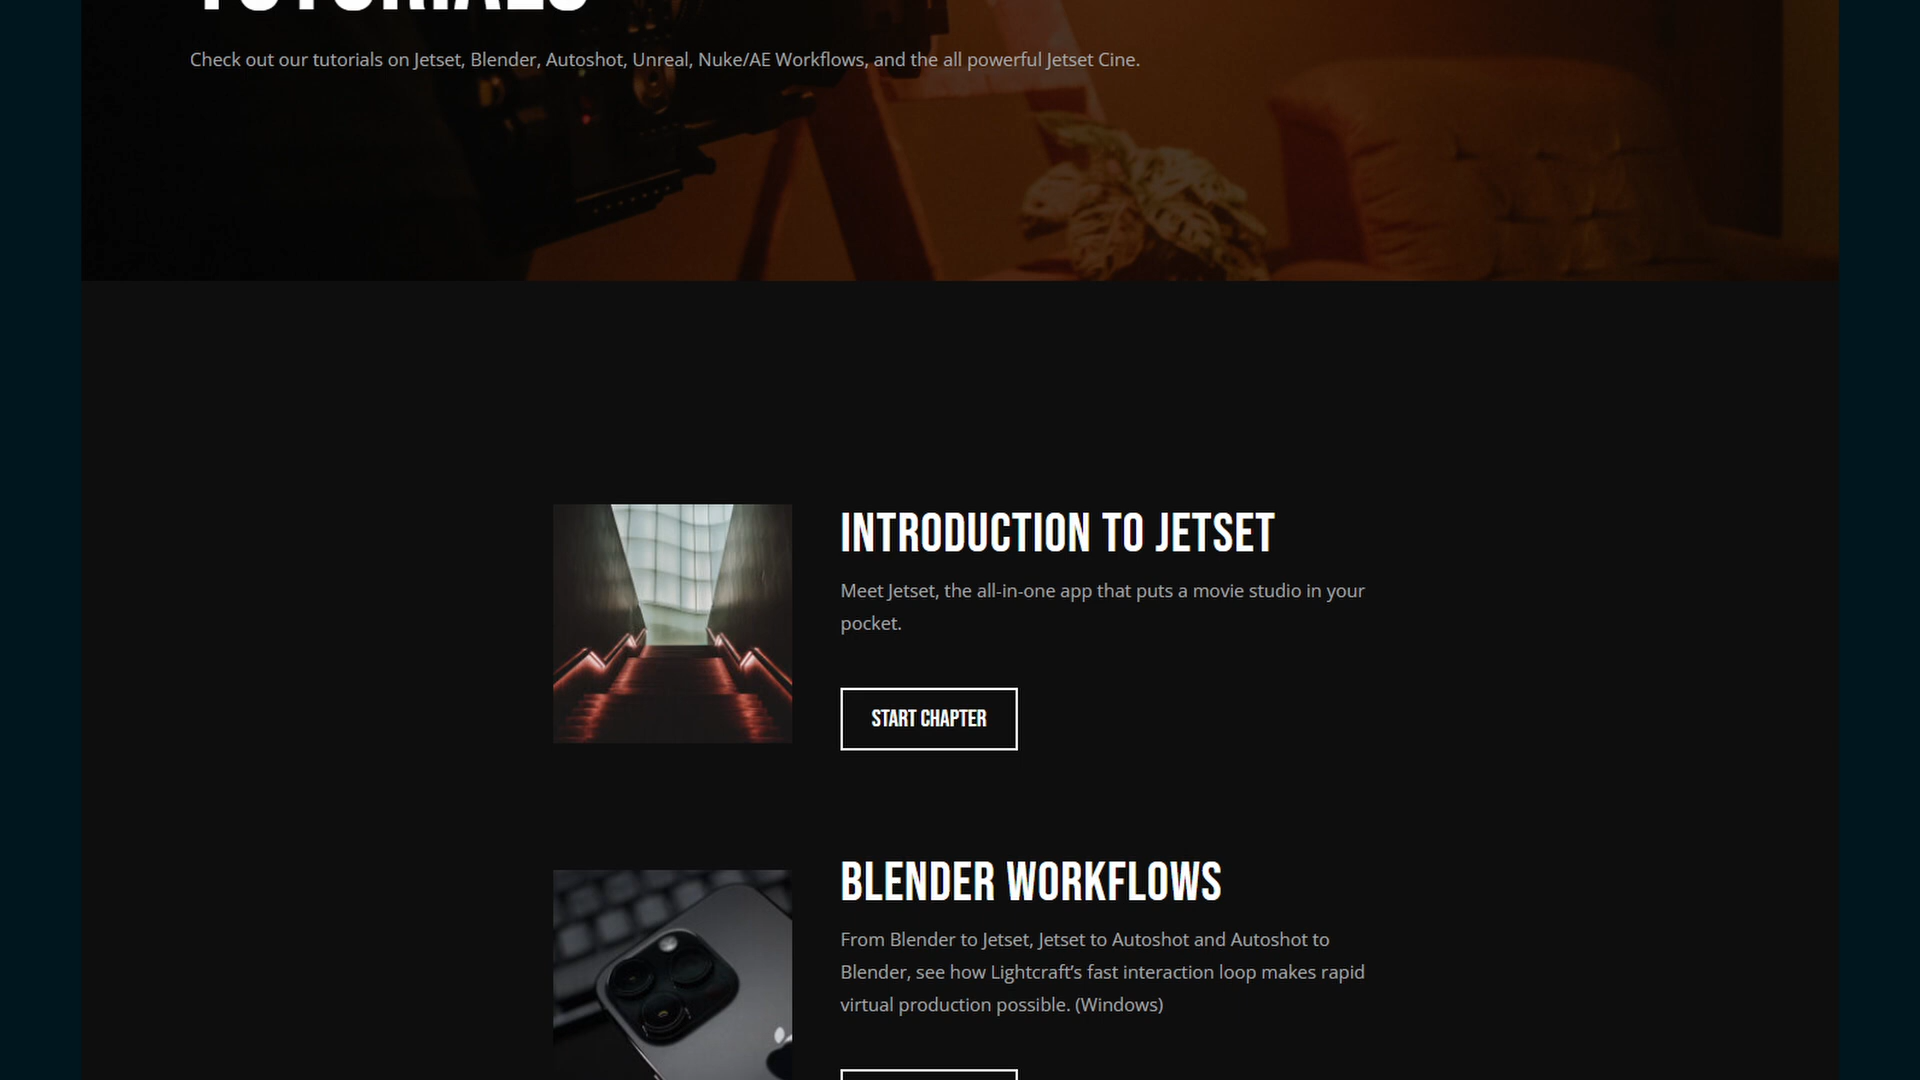 TUTORIALS
Check out our tutorials on Jetset, Blender, Autoshot, Unreal, Nuke/AE Workflows, and the all powerful Jetset Cine.
INTRODUCTION TO JETSET
Meet Jetset, the all-in-one app that puts a movie studio in your
pocket.
START CHAPTER
BLENDER WORKFLOWS
From Blender to Jetset, Jetset to Autoshot and Autoshot to
Blender, see how Lightcraft’s fast interaction loop makes rapid
virtual production possible. (Windows)